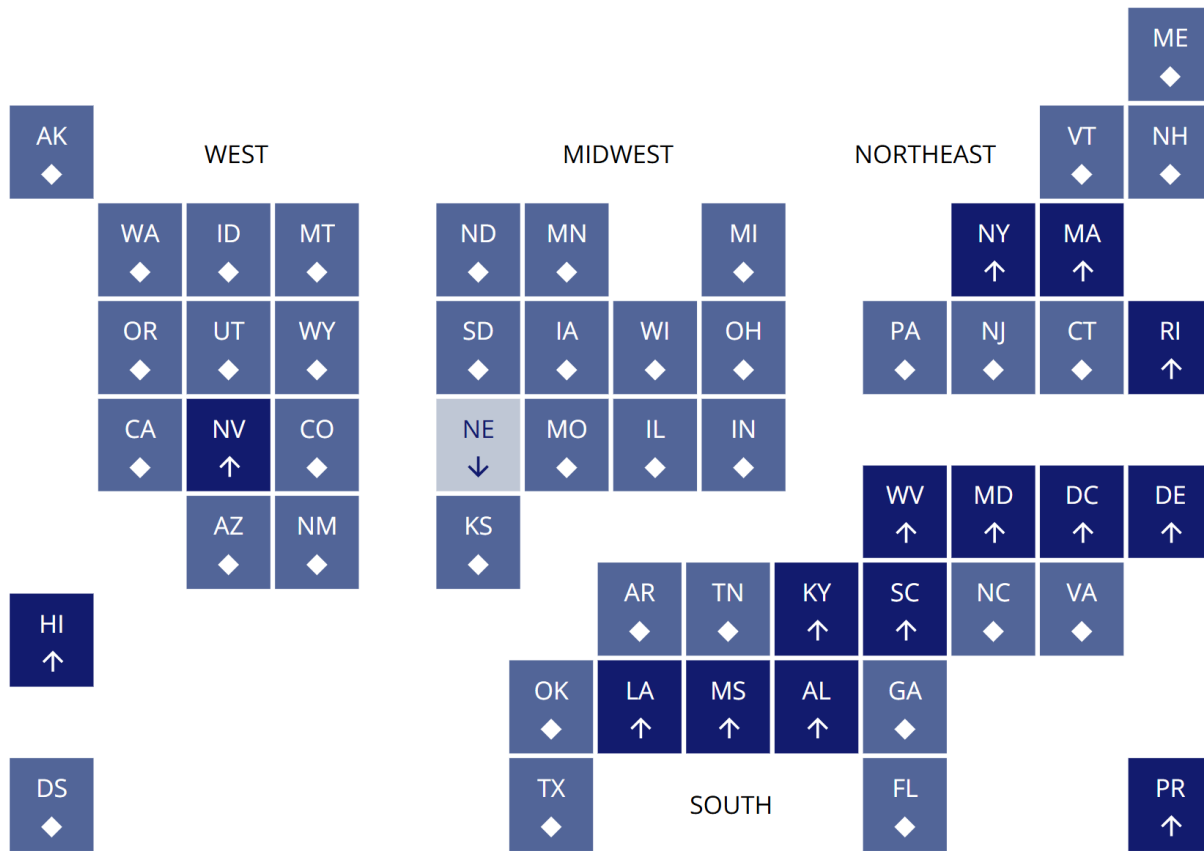 ME
◆
AK WEST MIDWEST NORTHEAST VT NH
◆ ◆ ◆
WA ID MT ND MN MI NY MA
◆ ◆ ◆ ◆ ◆ ◆ ↑ ↑
OR UT WY SD IA WI OH PA NJ CT RI
◆ ◆ ◆ ◆ ◆ ◆ ◆ ◆ ◆ ◆ ↑
CA NV CO NE MO IL IN
◆ ↑ ◆ ↓ ◆ ◆ ◆
WV MD DC DE
↑ ↑ ↑ ↑
AZ NM KS
◆ ◆ ◆
AR TN KY SC NC VA
◆ ◆ ↑ ↑ ◆ ◆
HI
↑
OK LA MS AL GA
◆ ↑ ↑ ↑ ◆
DS TX SOUTH FL PR
◆ ◆ ◆ ↑